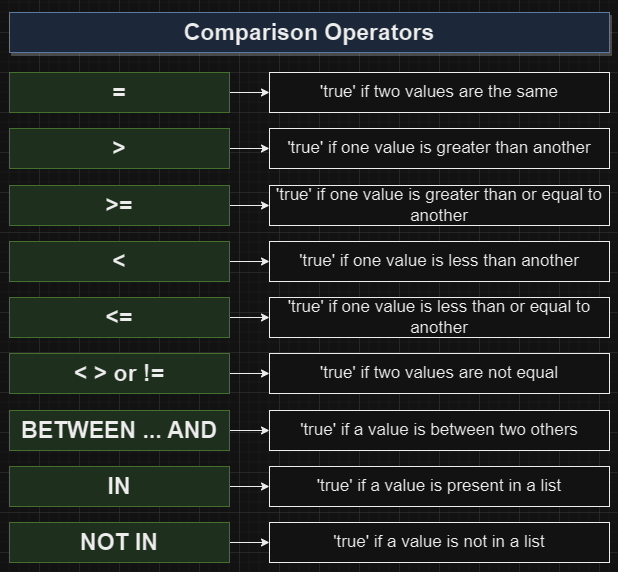 Comparison Operators
=
'true' if two values are the same
>
'true' if one value is greater than another
>=
'true' if one value is greater than or equal to
another
<
'true' if one value is less than another
<=
'true' if one value is less than or equal to
another
< > or !=
'true' if two values are not equal
BETWEEN ... AND
'true' if a value is between two others
IN
'true' if a value is present in a list
NOT IN
'true' if a value is not in a list